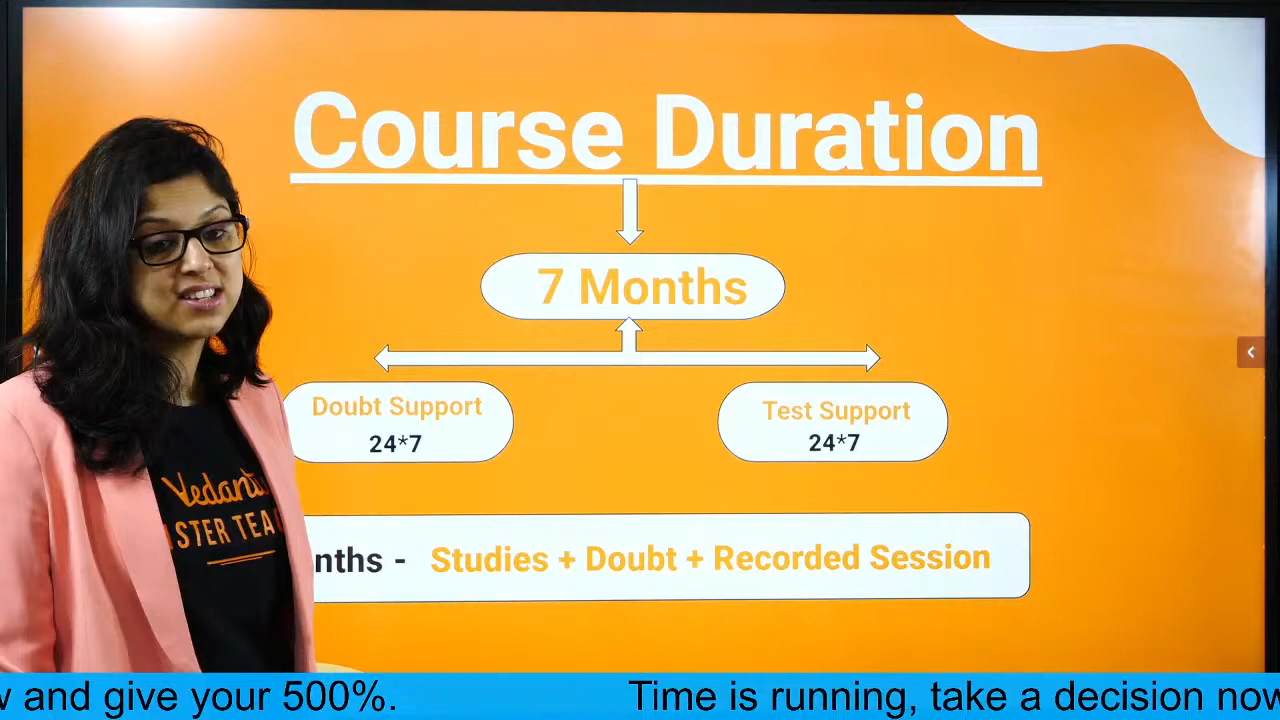 Course Duration
7 Months
Doubt Support
24*7
Test Support
24*7
- Studies + Doubt + Recorded Session
and give your 500%. Time is running, take a decision now